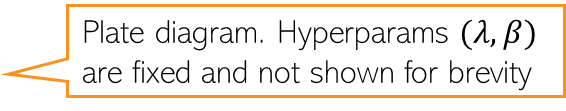 Plate diagram. Hyperparams (λ, β)
are fixed and not shown for brevity